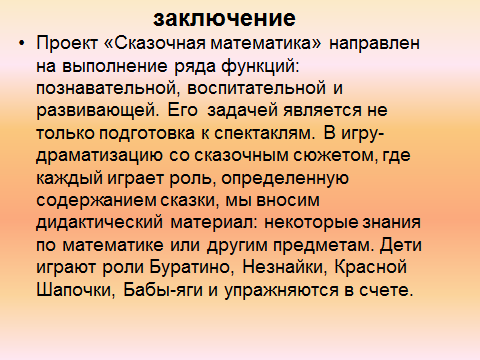 заключение
• Проект «Сказочная математика» направлен
на выполнение ряда функций:
познавательной, воспитательной и
развивающей. Его задачей является не
только подготовка к спектаклям. В игру-
драматизацию со сказочным сюжетом, где
каждый играет роль, определенную
содержанием сказки, мы вносим
дидактический материал: некоторые знания
по математике или другим предметам. Дети
играют роли Буратино, Незнайки, Красной
Шапочки, Бабы-яги и упражняются в счете.